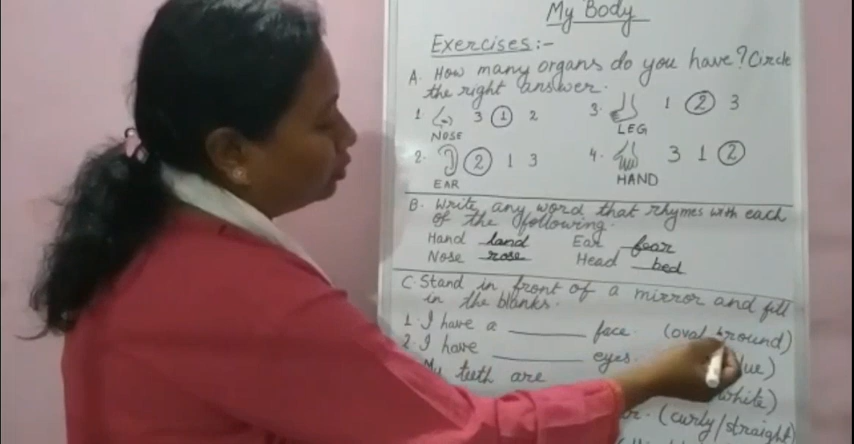 My Body
Exercises:-
A. How many organs do you have? Circle
the right answer.
1. 3 1 2
NOSE
3. 1 2 3
LEG
2. 2 1 3
EAR
4. 3 1 2
HAND
B. Write any word that rhymes with each
of the following.
Hand land Ear fear
Nose rose Head bed
C. Stand in front of a mirror and fill
in the blanks.
1. I have a ______ face. (oval round)
2. I have ______ eyes.
My teeth are ______
white)
(curly/straight)